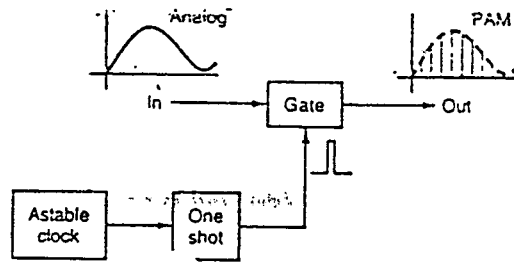 Analog
PAM
In
Gate
Out
Astable
clock
One
shot